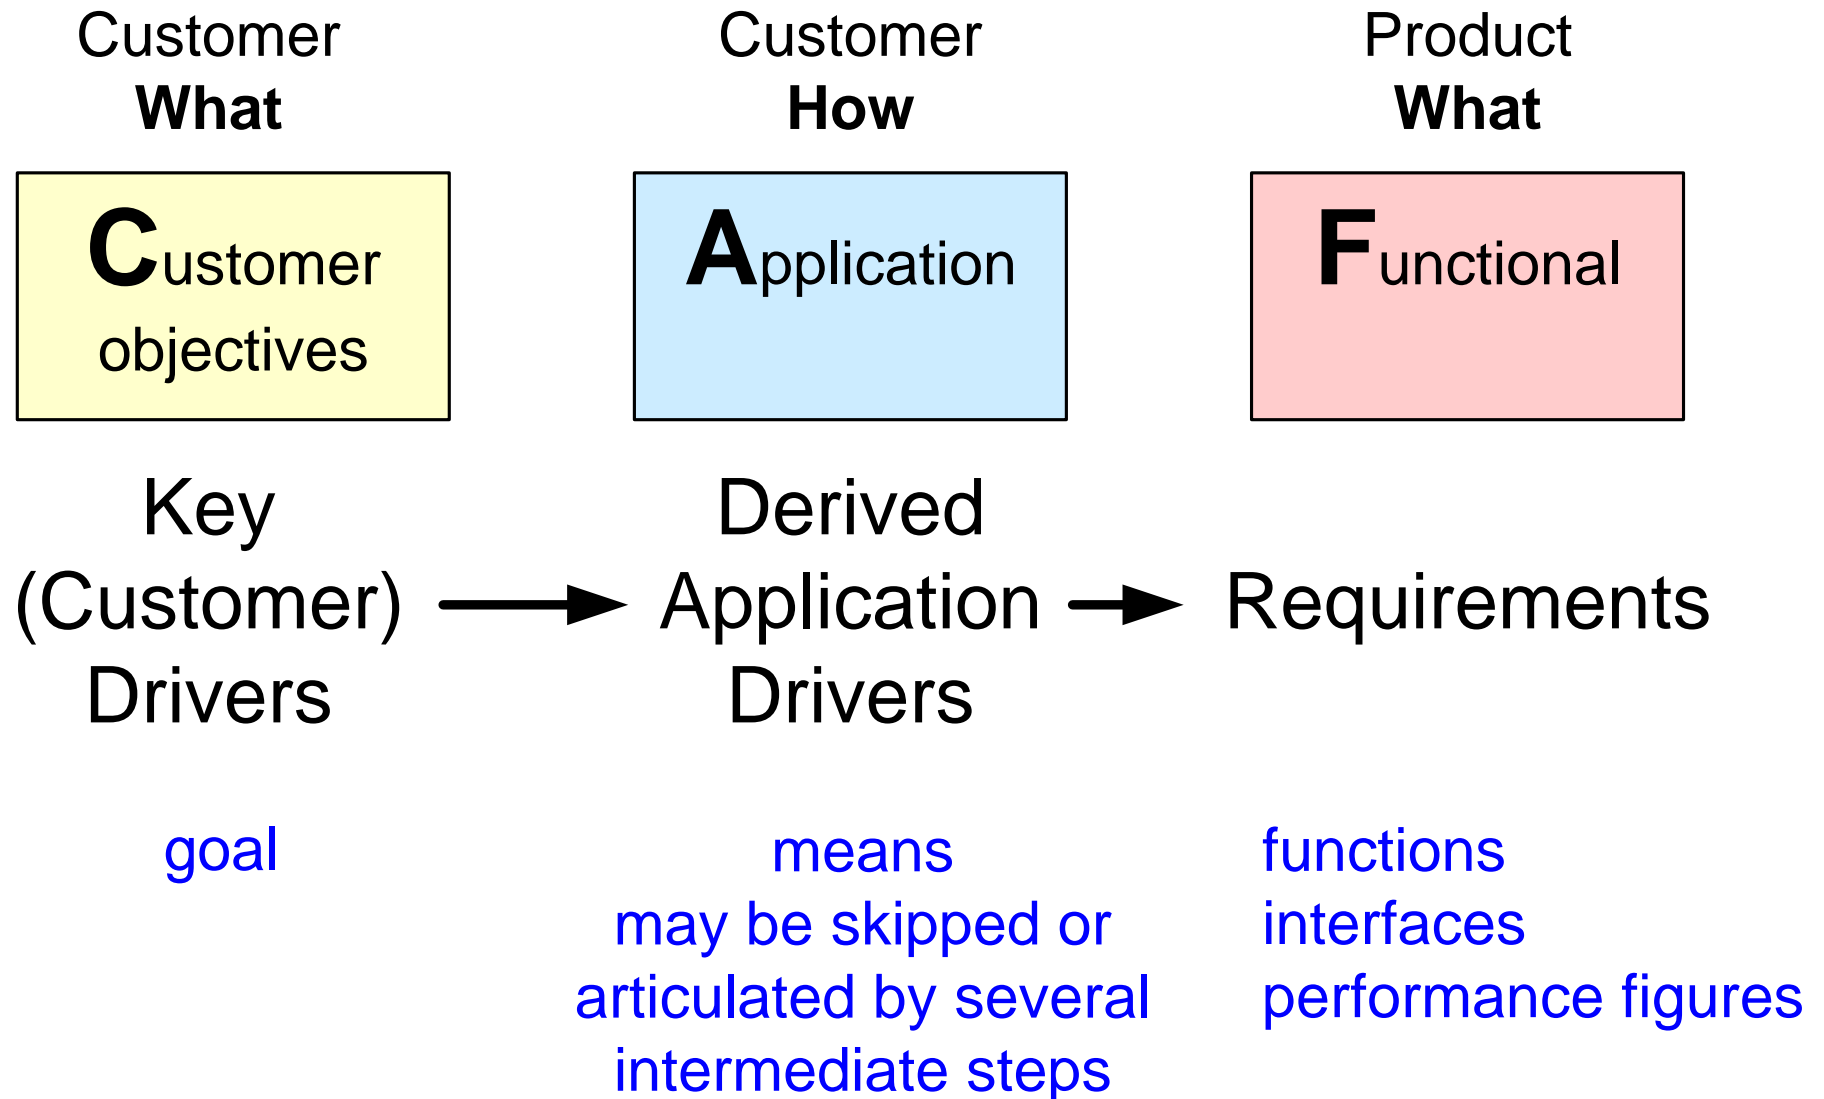 Customer
What
Customer
objectives
Key
(Customer)
Drivers
goal
Customer
How
Application
Derived
Application
Drivers
means
may be skipped or
articulated by several
intermediate steps
Product
What
Functional
Requirements
functions
interfaces
performance figures